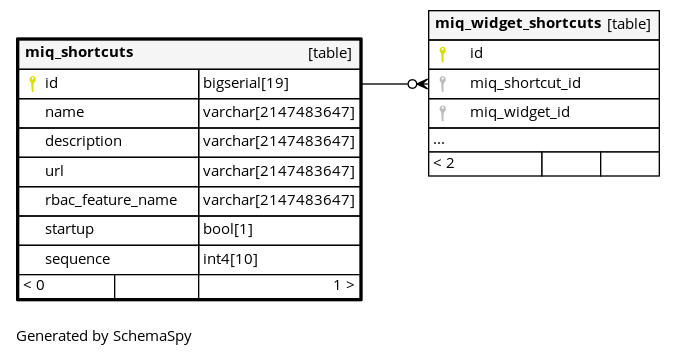 miq_shortcuts [table]
id bigserial[19]
name varchar[2147483647]
description varchar[2147483647]
url varchar[2147483647]
rbac_feature_name varchar[2147483647]
startup bool[1]
sequence int4[10]
< 0 1 >
miq_widget_shortcuts [table]
id
miq_shortcut_id
miq_widget_id
...
< 2
Generated by SchemaSpy